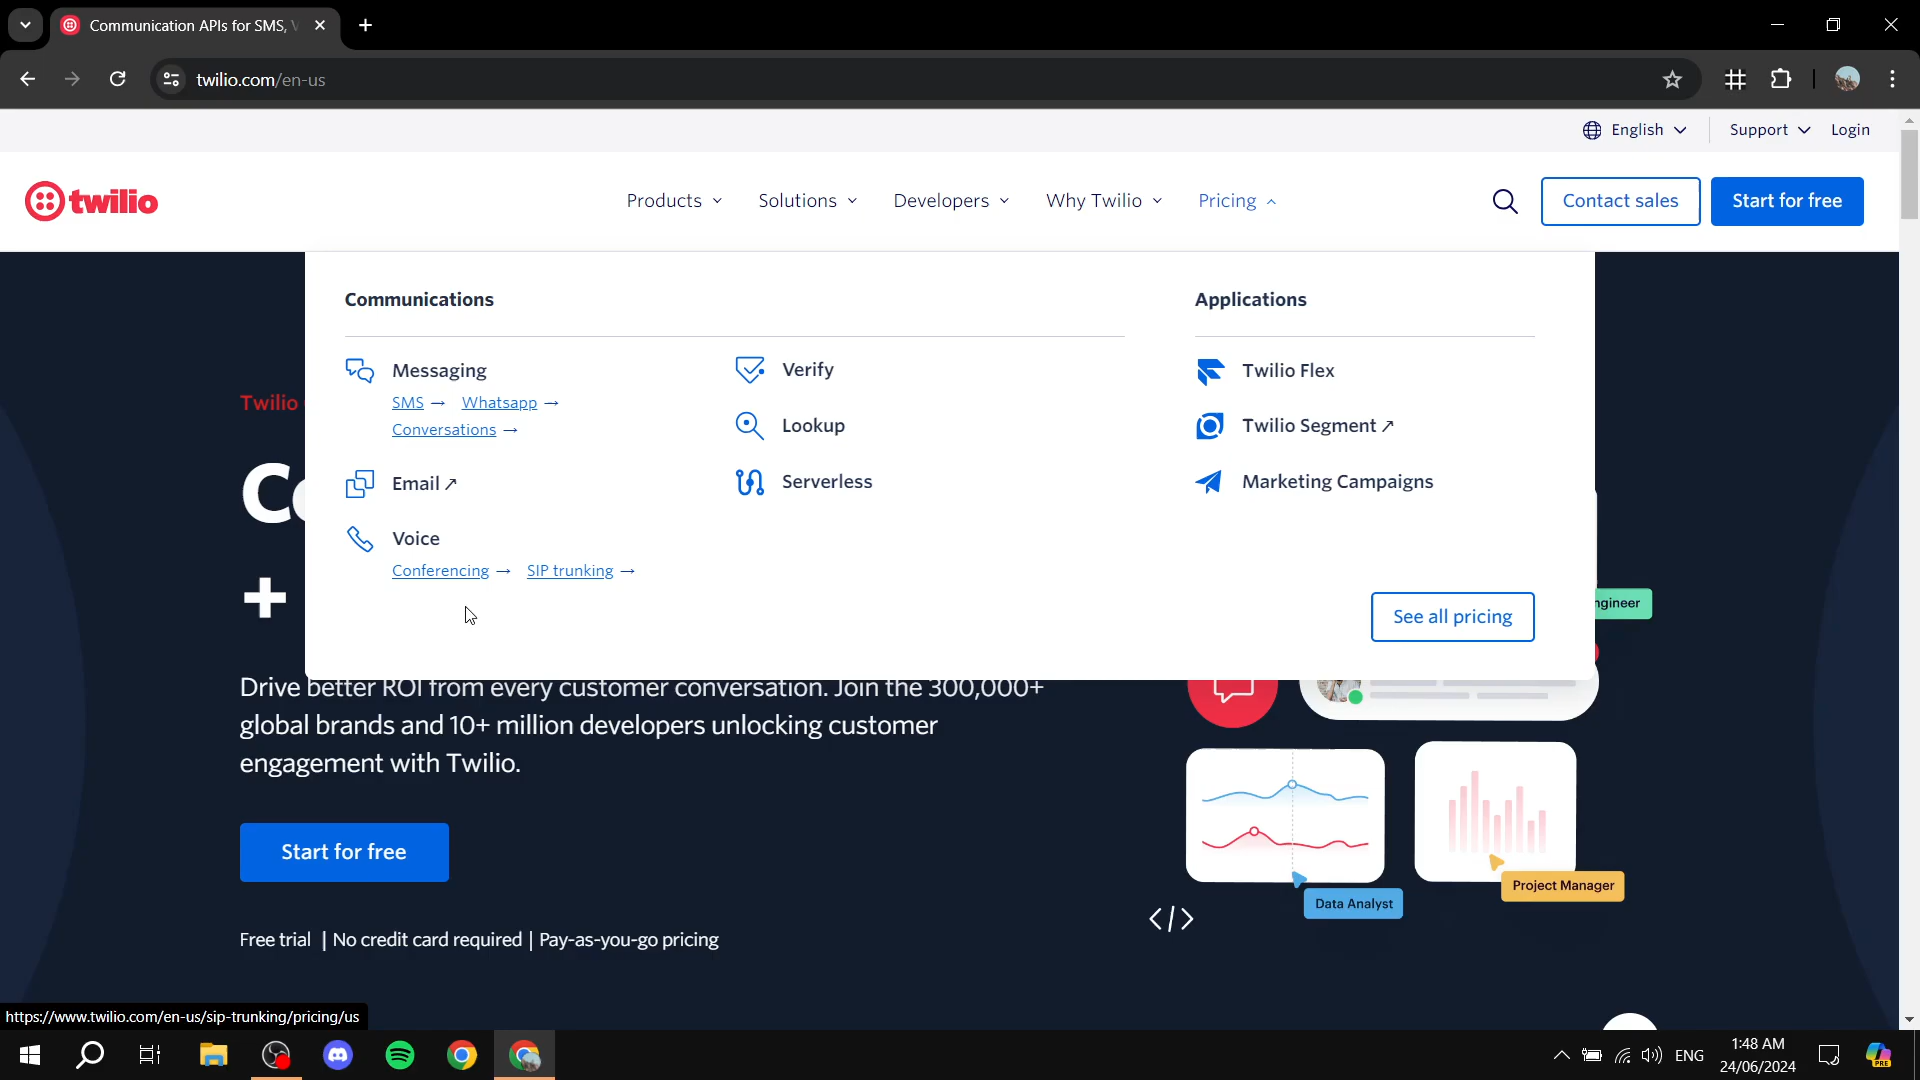 Communication APIs for SMS, V
twilio.com/en-us
English
Support
Login
twilio
Products
Solutions
Developers
Why Twilio
Pricing
Contact sales
Start for free
Communications
Applications
Messaging
SMS → Whatsapp →
Conversations →
Email ↗
Voice
Conferencing → SIP trunking →
Verify
Lookup
Serverless
Twilio Flex
Twilio Segment ↗
Marketing Campaigns
See all pricing
Twilio
Co
+
Drive better ROI from every customer conversation. Join the 300,000+
global brands and 10+ million developers unlocking customer
engagement with Twilio.
Start for free
Free trial | No credit card required | Pay-as-you-go pricing
ngineer
Data Analyst
Project Manager
</>
https://www.twilio.com/en-us/sip-trunking/pricing/us
ENG
1:48 AM
24/06/2024
PRE